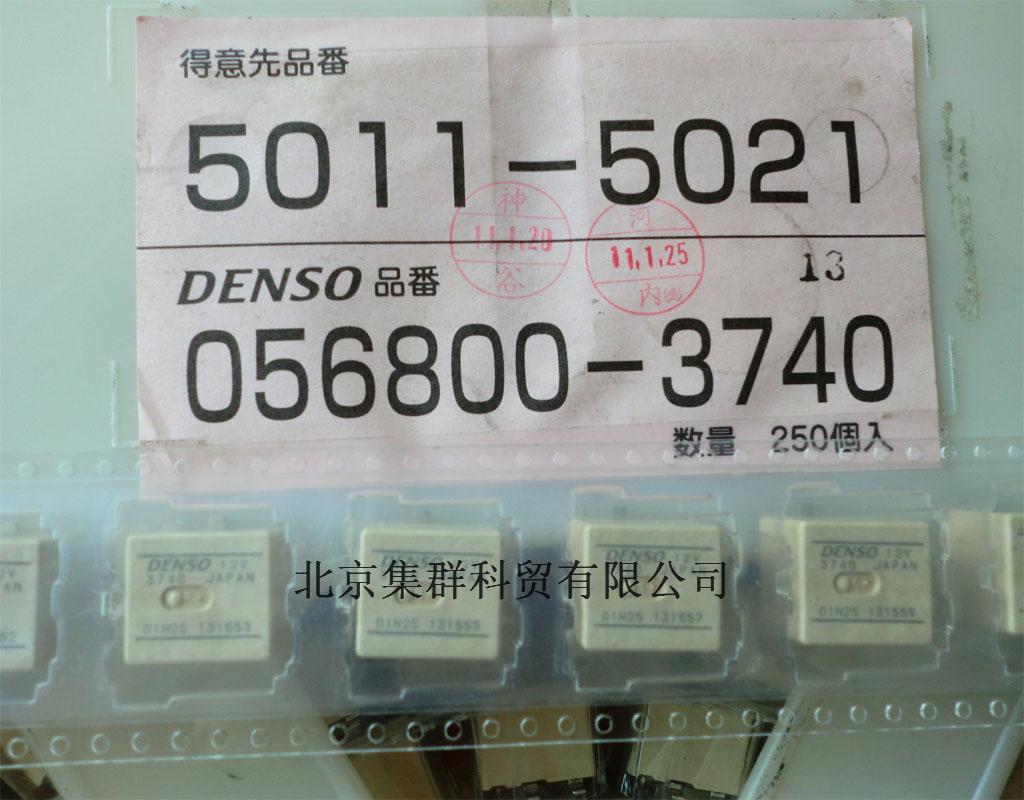 得意先品番
5011-5021
神
11.1.20
谷
河
11.1.25
内
13
DENSO 品番
056800-3740
数量 250個入
DENSO 12V
3740 JAPAN
01N25 131553
DENSO
01N25 131555
DENSO 12V
01N25 131557
DENSO 12V
3740 JAPAN
01N25 131559
北京集群科贸有限公司